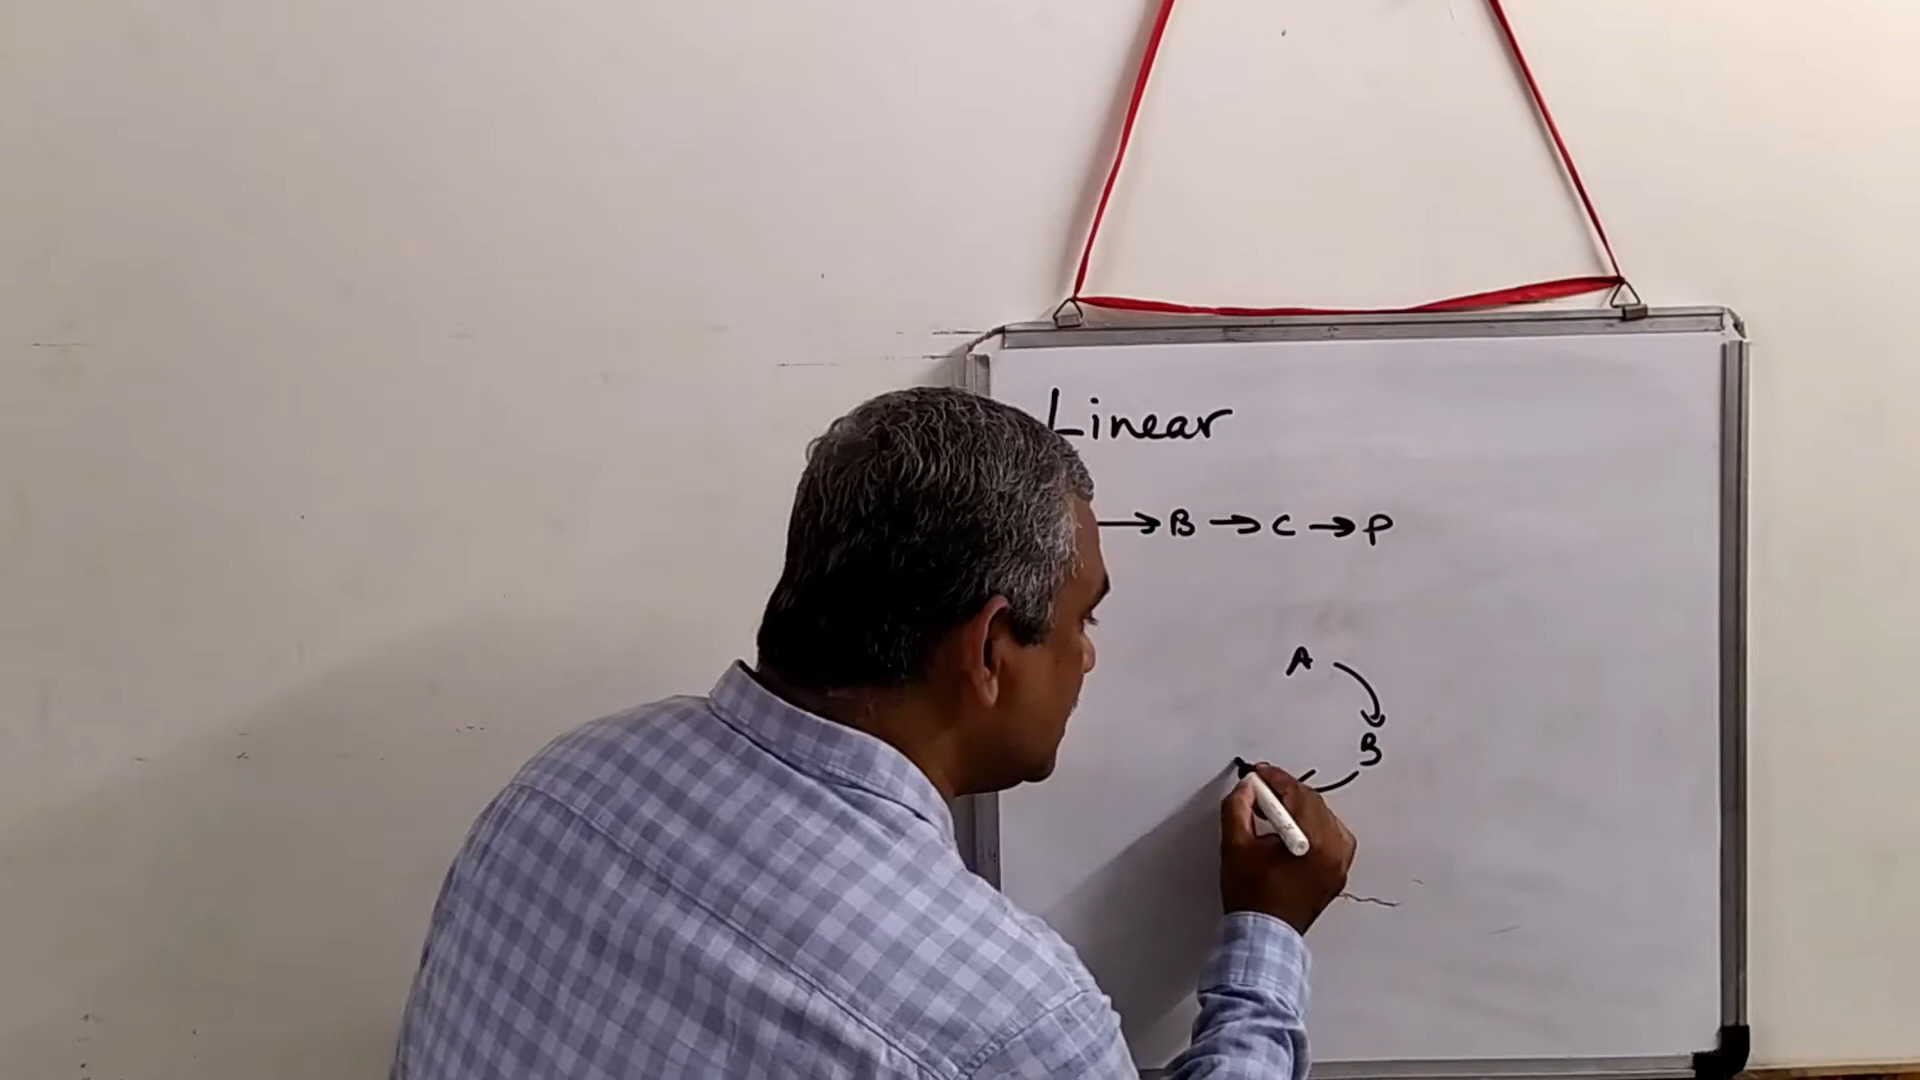 Linear
→ B → C → P
A
B